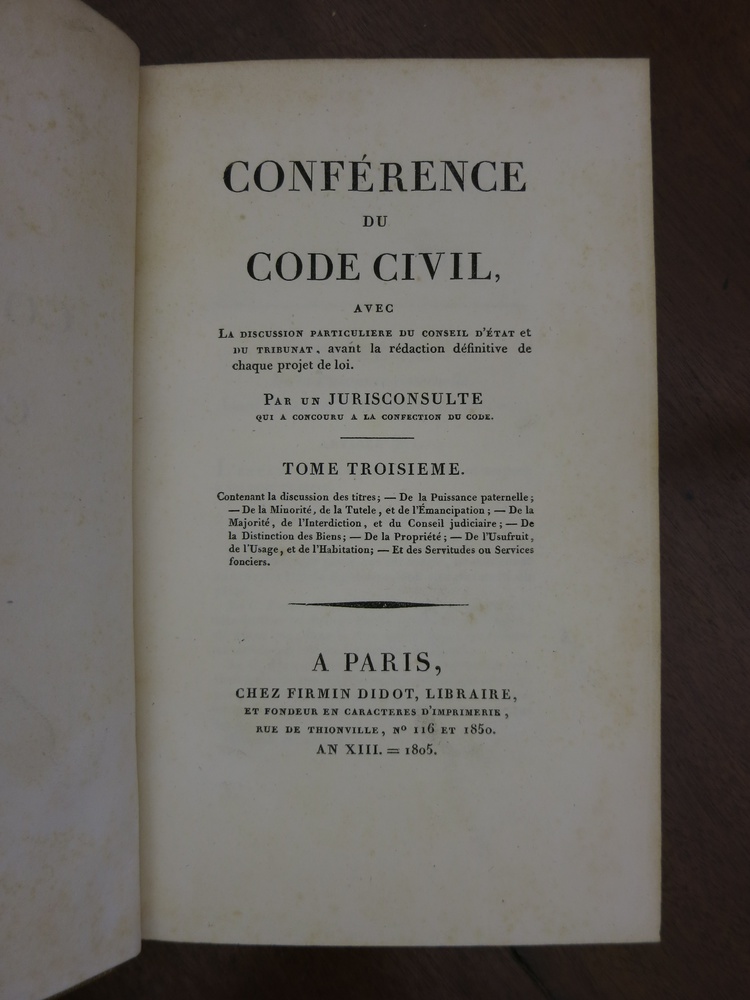 CONFÉRENCE
DU
CODE CIVIL,
AVEC
LA DISCUSSION PARTICULIERE DU CONSEIL D'ÉTAT et
DU TRIBUNAT, avant la rédaction définitive de
chaque projet de loi.
PAR UN JURISCONSULTE
QUI A CONCOURU A LA CONFECTION DU CODE.
TOME TROISIEME.
Contenant la discussion des titres; — De la Puissance paternelle;
— De la Minorité, de la Tutele, et de l'Émancipation; — De la
Majorité, de l'Interdiction, et du Conseil judiciaire; — De
la Distinction des Biens; — De la Propriété; — De l'Usufruit,
de l'Usage, et de l'Habitation; — Et des Servitudes ou Services
fonciers.
A PARIS,
CHEZ FIRMIN DIDOT, LIBRAIRE,
ET FONDEUR EN CARACTERES D'IMPRIMERIE,
RUE DE THIONVILLE, Nº 116 ET 1850.
AN XIII. = 1805.